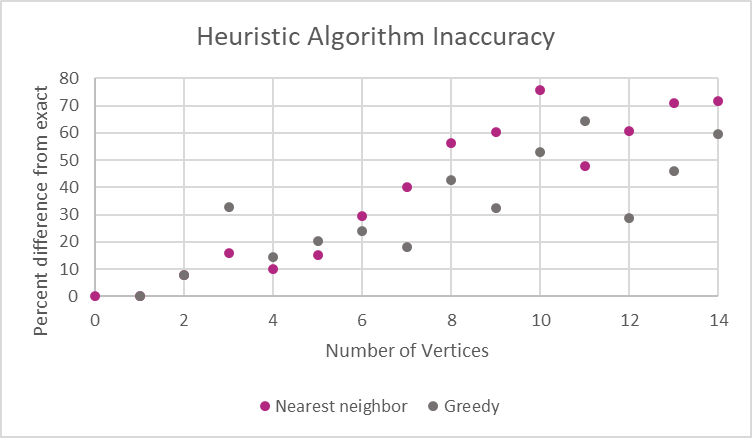 Heuristic Algorithm Inaccuracy
Percent difference from exact
80
70
60
50
40
30
20
10
0
0 2 4 6 8 10 12 14
Number of Vertices
Nearest neighbor Greedy